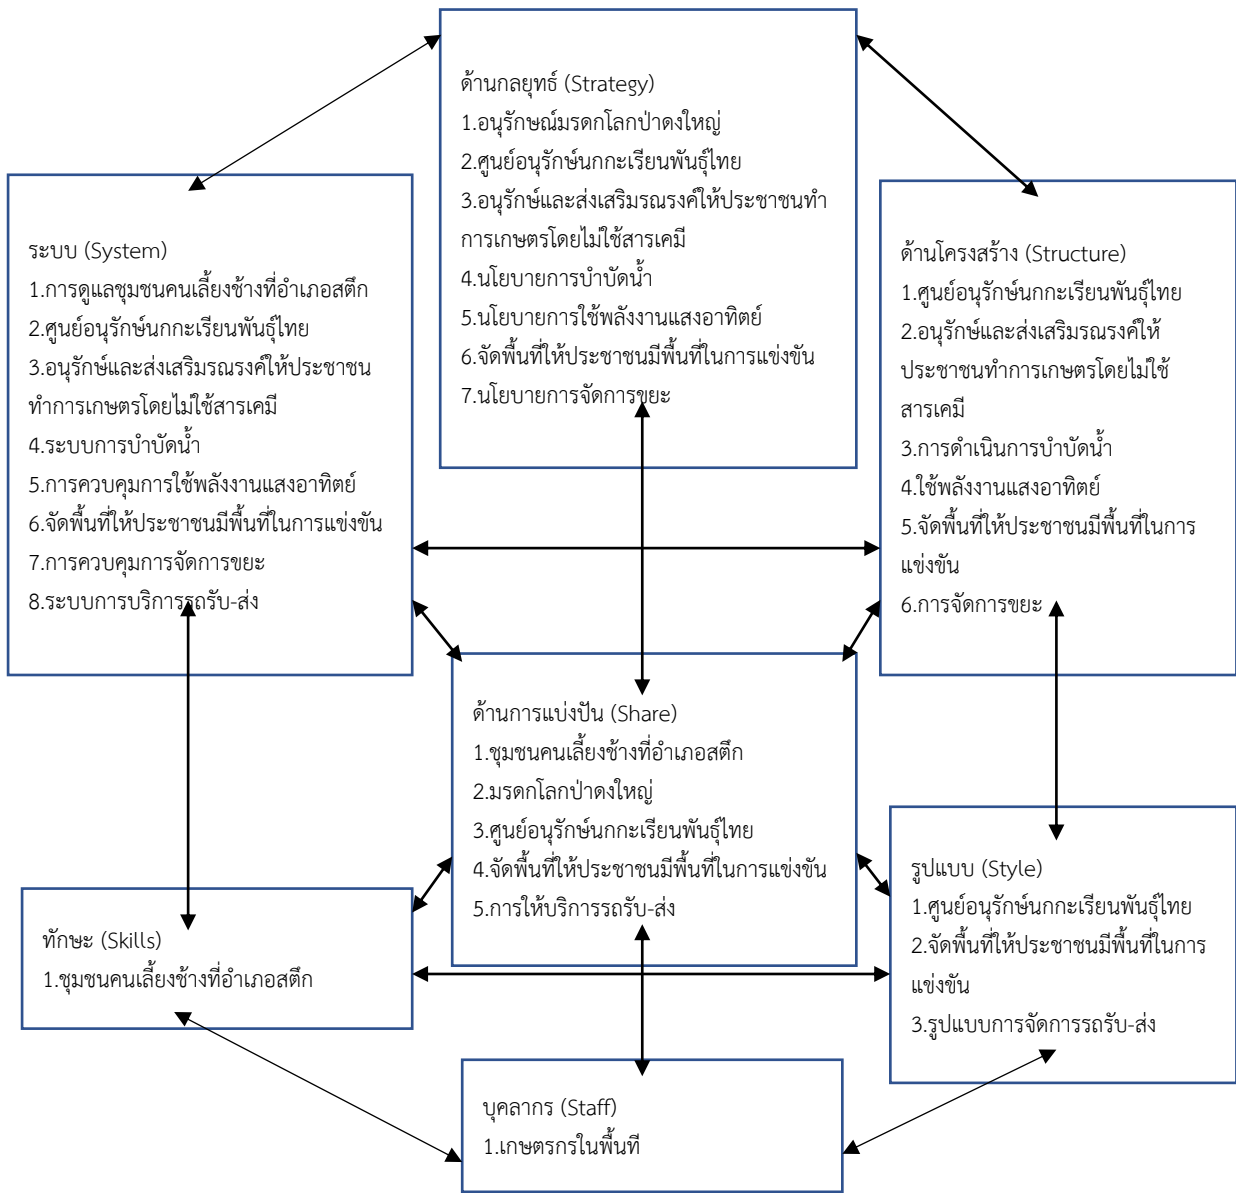 ด้านกลยุทธ์ (Strategy)
1.อนุรักษณ์มรดกโลกป่าดงใหญ่
2.ศูนย์อนุรักษ์นกกะเรียนพันธุ์ไทย
3.อนุรักษ์และส่งเสริมรณรงค์ให้ประชาชนทำ
การเกษตรโดยไม่ใช้สารเคมี
4.นโยบายการบำบัดน้ำ
5.นโยบายการใช้พลังงานแสงอาทิตย์
6.จัดพื้นที่ให้ประชาชนมีพื้นที่ในการแข่งขัน
7.นโยบายการจัดการขยะ
ระบบ (System)
1.การดูแลชุมชนคนเลี้ยงช้างที่อำเภอสตึก
2.ศูนย์อนุรักษ์นกกะเรียนพันธุ์ไทย
3.อนุรักษ์และส่งเสริมรณรงค์ให้ประชาชน
ทำการเกษตรโดยไม่ใช้สารเคมี
4.ระบบการบำบัดน้ำ
5.การควบคุมการใช้พลังงานแสงอาทิตย์
6.จัดพื้นที่ให้ประชาชนมีพื้นที่ในการแข่งขัน
7.การควบคุมการจัดการขยะ
8.ระบบการบริการรถรับ-ส่ง
ด้านโครงสร้าง (Structure)
1.ศูนย์อนุรักษ์นกกะเรียนพันธุ์ไทย
2.อนุรักษ์และส่งเสริมรณรงค์ให้
ประชาชนทำการเกษตรโดยไม่ใช้
สารเคมี
3.การดำเนินการบำบัดน้ำ
4.ใช้พลังงานแสงอาทิตย์
5.จัดพื้นที่ให้ประชาชนมีพื้นที่ในการ
แข่งขัน
6.การจัดการขยะ
ด้านการแบ่งปัน (Share)
1.ชุมชนคนเลี้ยงช้างที่อำเภอสตึก
2.มรดกโลกป่าดงใหญ่
3.ศูนย์อนุรักษ์นกกะเรียนพันธุ์ไทย
4.จัดพื้นที่ให้ประชาชนมีพื้นที่ในการแข่งขัน
5.การให้บริการรถรับ-ส่ง
ทักษะ (Skills)
1.ชุมชนคนเลี้ยงช้างที่อำเภอสตึก
รูปแบบ (Style)
1.ศูนย์อนุรักษ์นกกะเรียนพันธุ์ไทย
2.จัดพื้นที่ให้ประชาชนมีพื้นที่ในการ
แข่งขัน
3.รูปแบบการจัดการรถรับ-ส่ง
บุคลากร (Staff)
1.เกษตรกรในพื้นที่